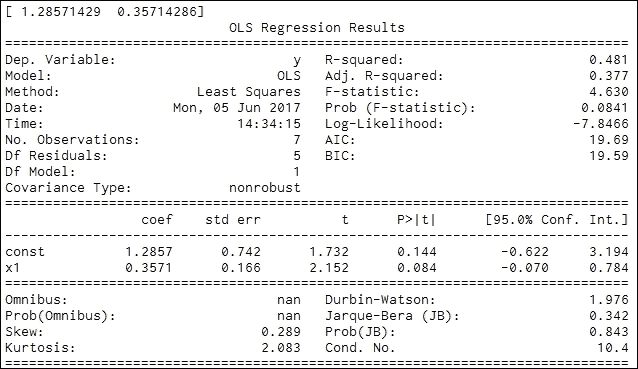 [ 1.28571429  0.35714286]
OLS Regression Results
==============================================================================
Dep. Variable:                      y   R-squared:                       0.481
Model:                            OLS   Adj. R-squared:                  0.377
Method:                 Least Squares   F-statistic:                     4.630
Date:                Mon, 05 Jun 2017   Prob (F-statistic):             0.0841
Time:                        14:34:15   Log-Likelihood:                -7.8466
No. Observations:                   7   AIC:                             19.69
Df Residuals:                       5   BIC:                             19.59
Df Model:                           1
Covariance Type:            nonrobust
==============================================================================
coef    std err          t      P>|t|      [95.0% Conf. Int.]
------------------------------------------------------------------------------
const          1.2857      0.742      1.732      0.144        -0.622     3.194
x1             0.3571      0.166      2.152      0.084        -0.070     0.784
==============================================================================
Omnibus:                          nan   Durbin-Watson:                   1.976
Prob(Omnibus):                    nan   Jarque-Bera (JB):                0.342
Skew:                           0.289   Prob(JB):                        0.843
Kurtosis:                       2.083   Cond. No.                         10.4
==============================================================================